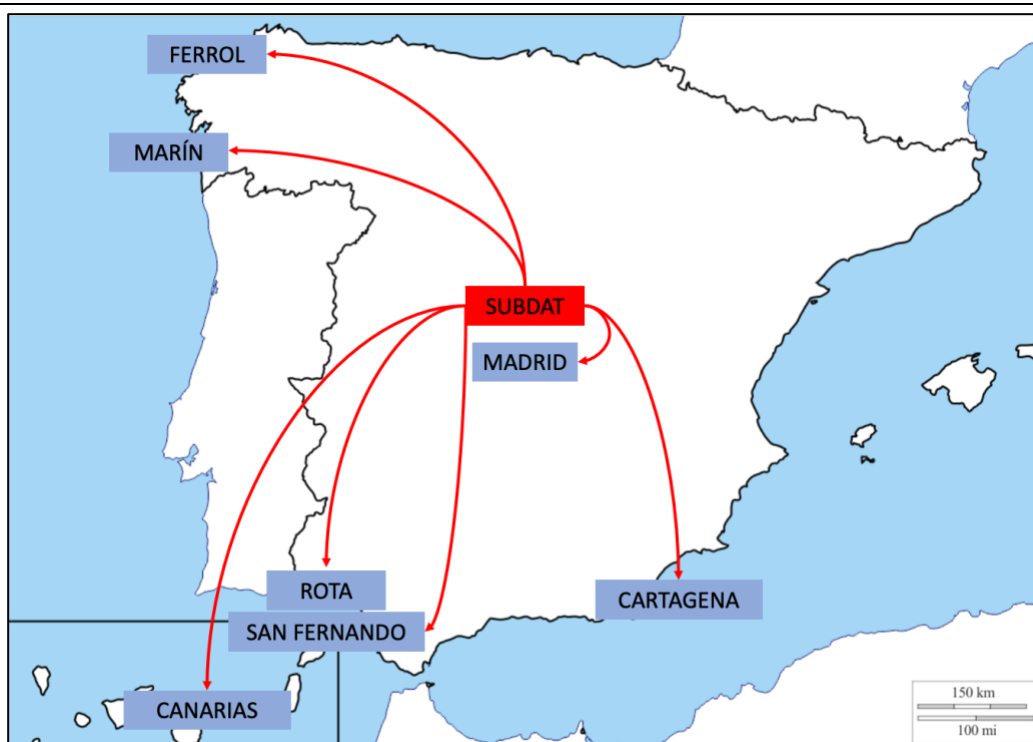 FERROL
MARÍN
SUBDAT
MADRID
ROTA
CARTAGENA
SAN FERNANDO
CANARIAS
150 km
100 mi